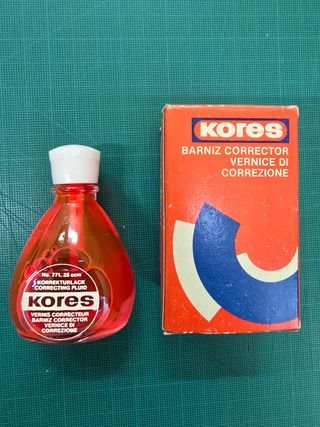 No. 771, 25 ccm
KORREKTURLACK
CORRECTING FLUID
KORES
VERNIS CORRECTEUR
BARNIZ CORRECTOR
VERNICE DI
CORREZIONE
KORES
BARNIZ CORRECTOR
VERNICE DI
CORREZIONE